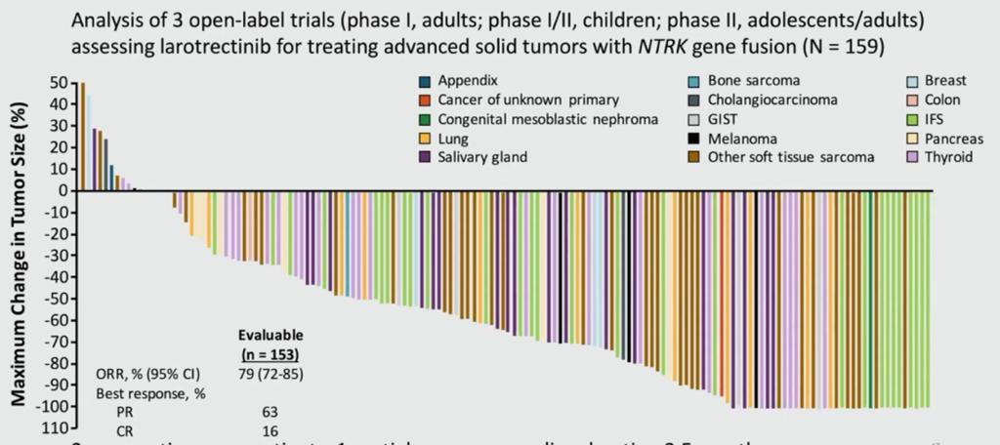 Analysis of 3 open-label trials (phase I, adults; phase I/II, children; phase II, adolescents/adults)
assessing larotrectinib for treating advanced solid tumors with NTRK gene fusion (N = 159)
Maximum Change in Tumor Size (%)
50
40
30
20
10
0
-10
-20
-30
-40
-50
-60
-70
-80
-90
-100
110
Appendix
Cancer of unknown primary
Congenital mesoblastic nephroma
Lung
Salivary gland
Bone sarcoma
Cholangiocarcinoma
GIST
Melanoma
Other soft tissue sarcoma
Breast
Colon
IFS
Pancreas
Thyroid
Evaluable
(n = 153)
ORR, % (95% CI) 79 (72-85)
Best response, %
PR 63
CR 16